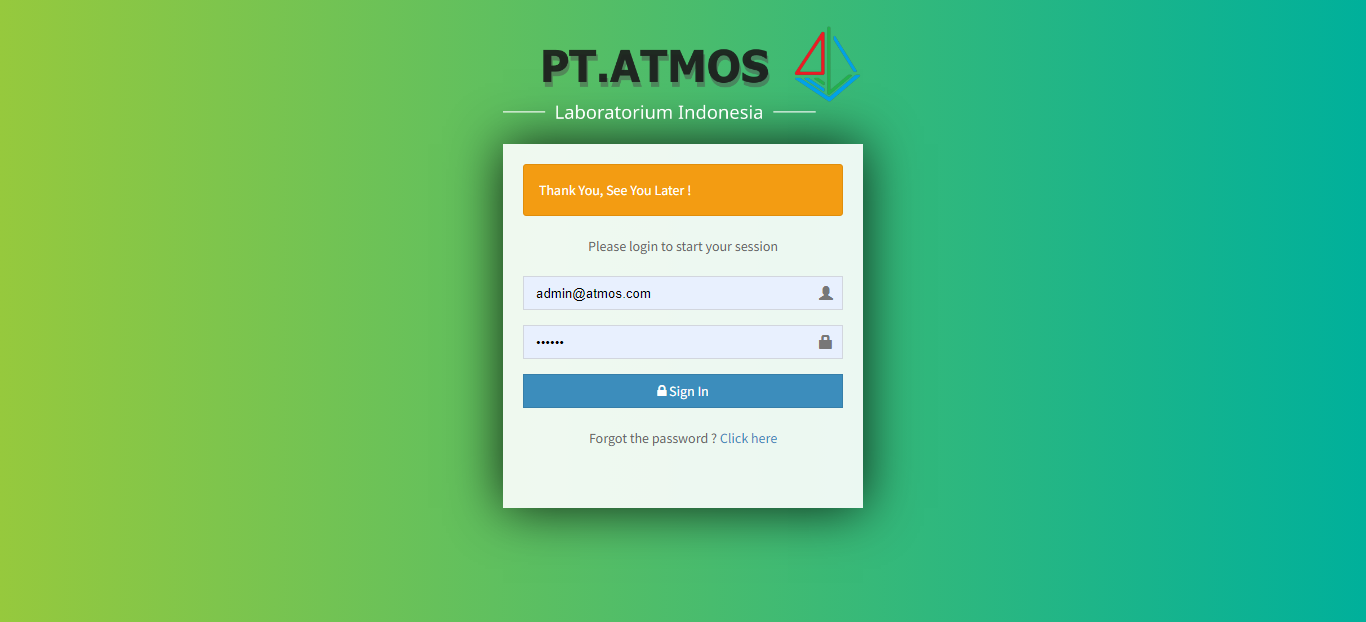 PT.ATMOS
Laboratorium Indonesia
Thank You, See You Later !
Please login to start your session
admin@atmos.com
••••••
Sign In
Forgot the password ? Click here